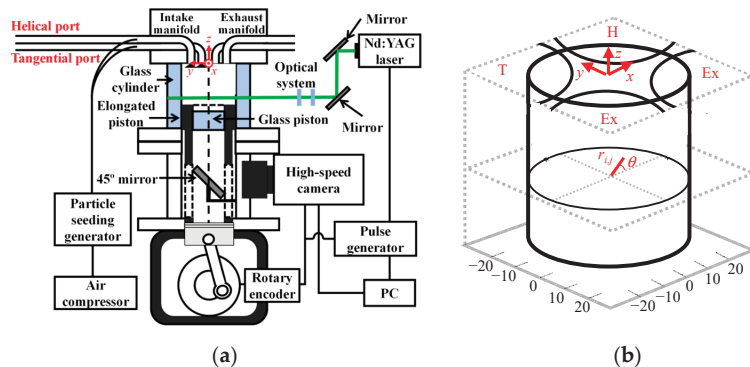 Helical port
Tangential port
Intake
manifold
Exhaust
manifold
z
y
x
Mirror
Nd:YAG
laser
Glass
cylinder
Optical
system
Elongated
piston
Glass piston
Mirror
45° mirror
High-speed
camera
Particle
seeding
generator
Pulse
generator
Air
compressor
Rotary
encoder
PC
(a)
H
z
T
y
x
Ex
Ex
r_{i,j}
θ
−20
−10
0
10
20
−20
−10
0
10
20
(b)